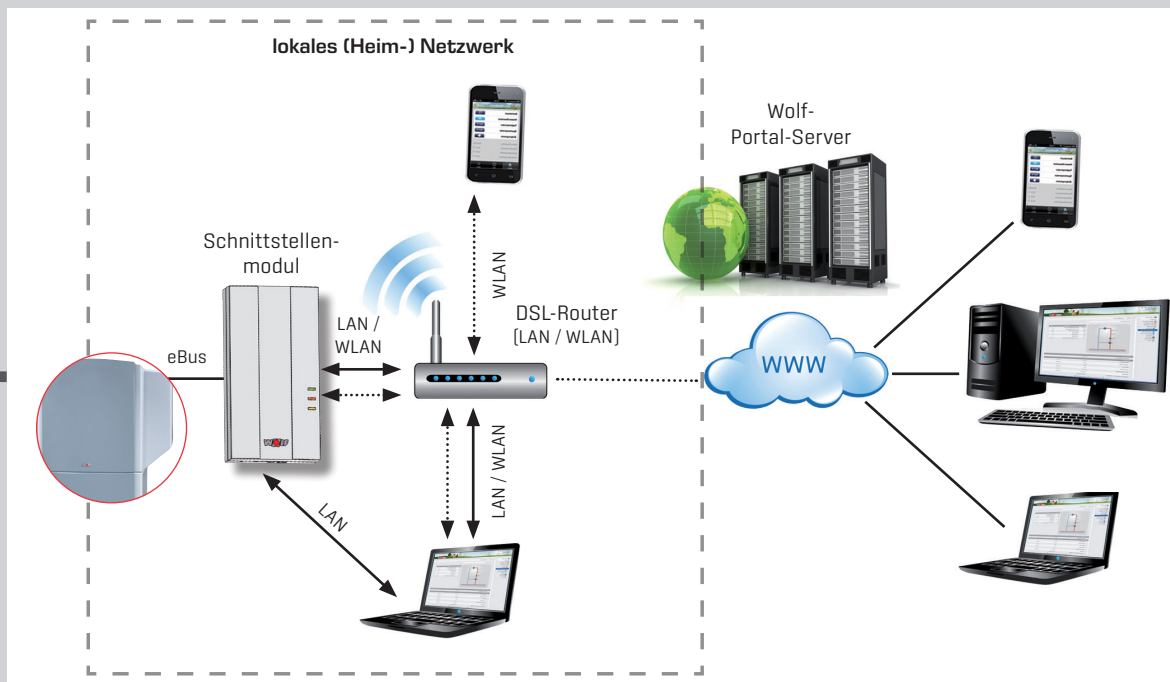 lokales (Heim-) Netzwerk
Wolf-
Portal-Server
Schnittstellen-
modul
WLAN
DSL-Router
(LAN / WLAN)
LAN /
WLAN
eBus
WWW
WOLF
LAN / WLAN
LAN